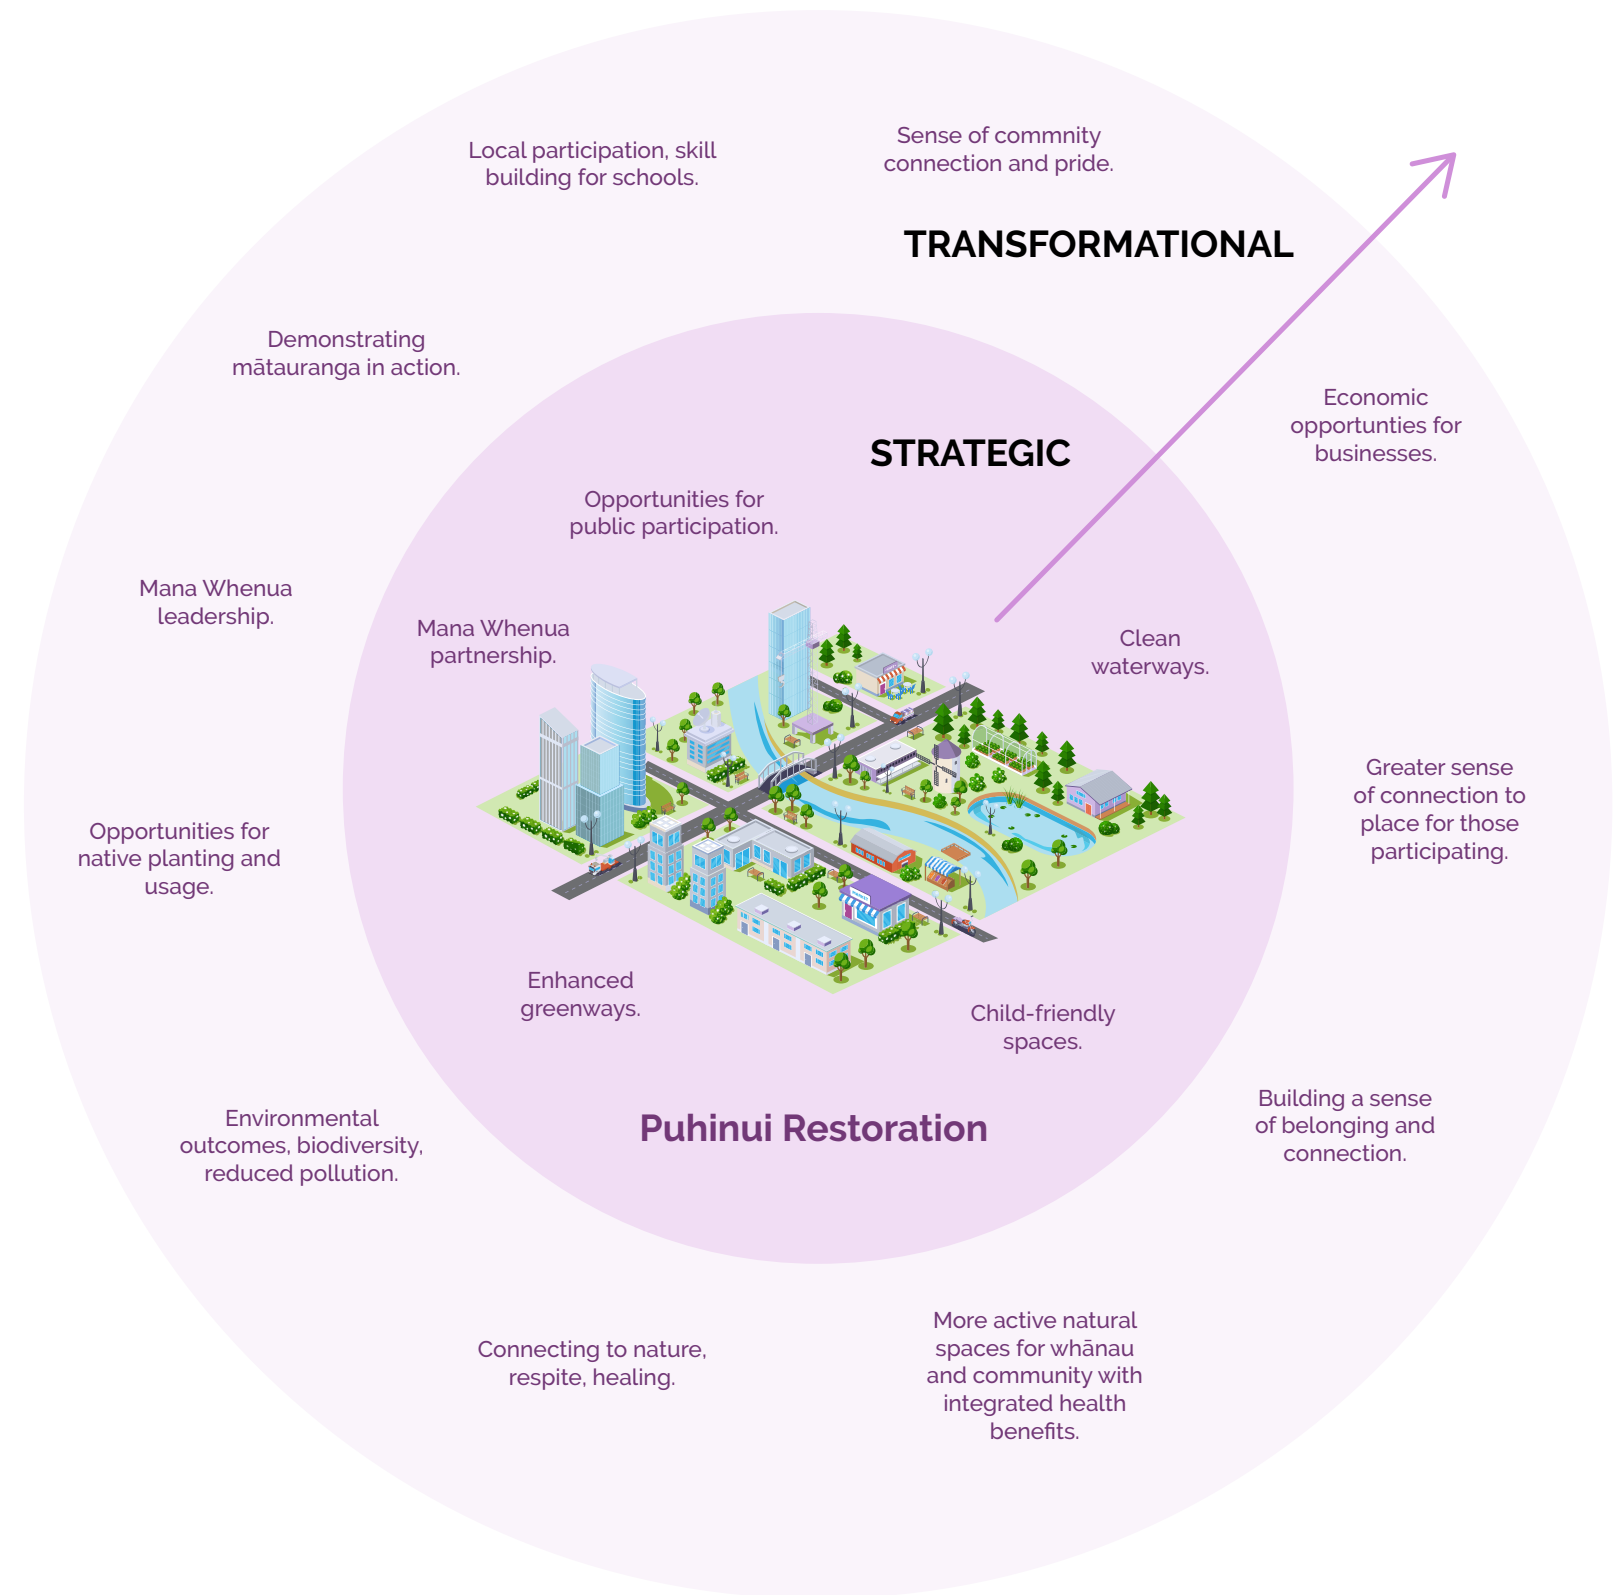 Local participation, skill
building for schools.
Sense of commnity
connection and pride.
TRANSFORMATIONAL
Demonstrating
mātauranga in action.
Economic
opportunties for
businesses.
STRATEGIC
Opportunities for
public participation.
Mana Whenua
leadership.
Mana Whenua
partnership.
Clean
waterways.
Greater sense
of connection to
place for those
participating.
Opportunities for
native planting and
usage.
Enhanced
greenways.
Child-friendly
spaces.
Puhinui Restoration
Environmental
outcomes, biodiversity,
reduced pollution.
Building a sense
of belonging and
connection.
Connecting to nature,
respite, healing.
More active natural
spaces for whānau
and community with
integrated health
benefits.